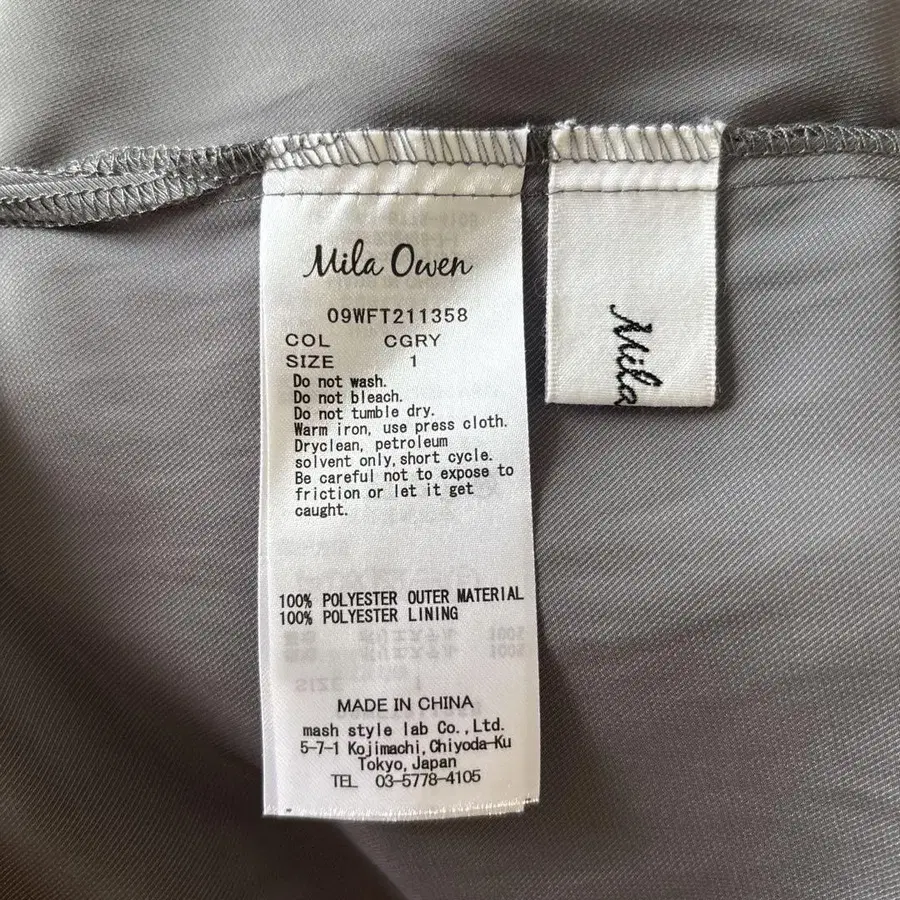 Mila Owen
09WFT211358
COL CGRY
SIZE 1
Do not wash.
Do not bleach.
Do not tumble dry.
Warm iron, use press cloth.
Dryclean, petroleum
solvent only,short cycle.
Be careful not to expose to
friction or let it get
caught.
100% POLYESTER OUTER MATERIAL
100% POLYESTER LINING
MADE IN CHINA
mash style lab Co.,Ltd.
5-7-1 Kojimachi,Chiyoda-Ku
Tokyo,Japan
TEL 03-5778-4105
Mila